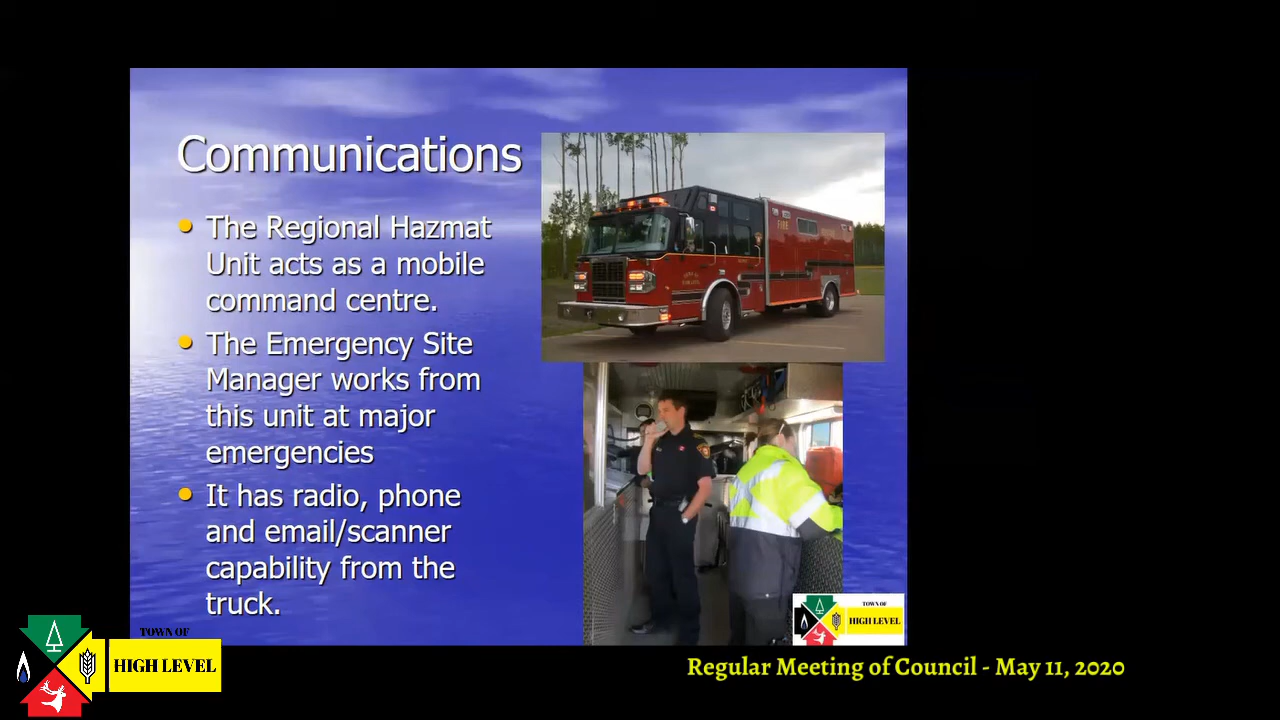 Communications
The Regional Hazmat
Unit acts as a mobile
command centre.
The Emergency Site
Manager works from
this unit at major
emergencies
It has radio, phone
and email/scanner
capability from the
truck.
FIRE
TOWN OF
HIGH LEVEL
TOWN OF
HIGH LEVEL
Regular Meeting of Council - May 11, 2020